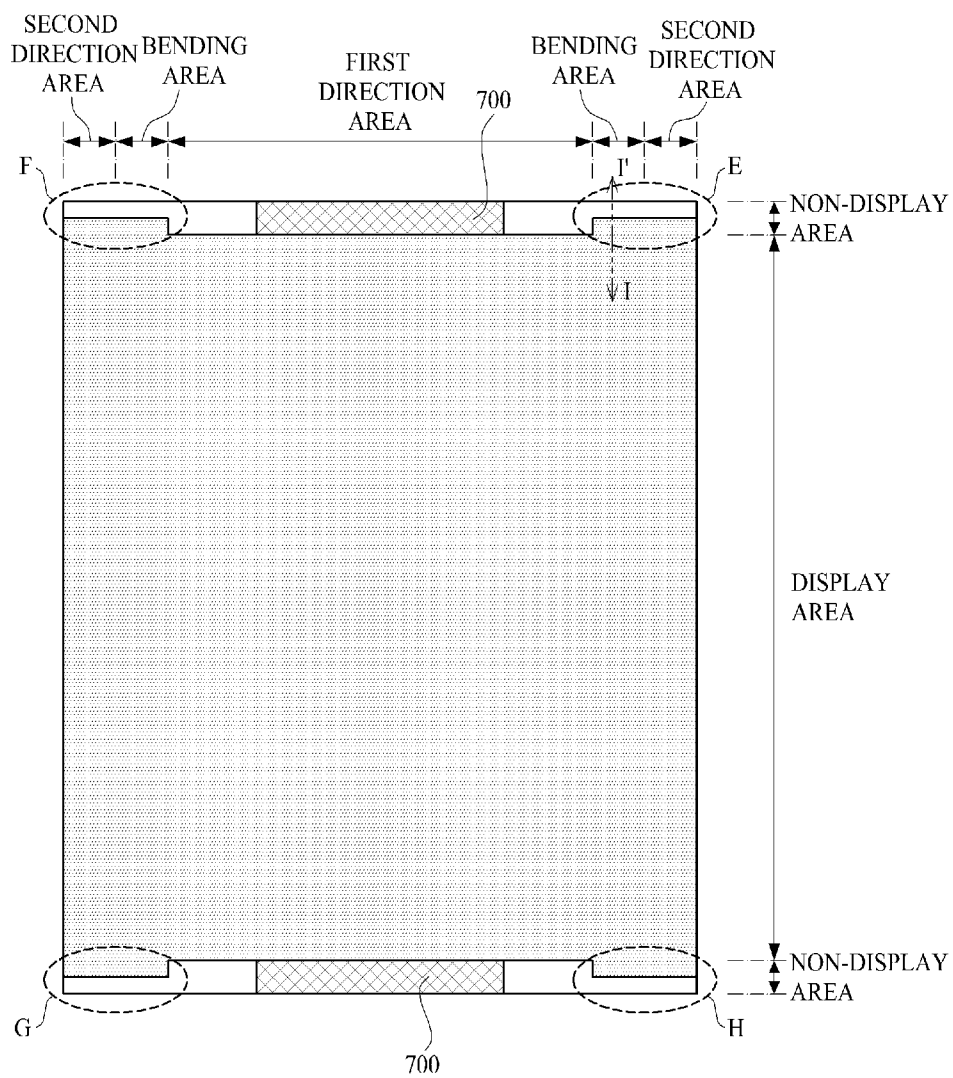 SECOND
DIRECTION
AREA
BENDING
AREA
FIRST
DIRECTION
AREA
BENDING
AREA
SECOND
DIRECTION
AREA
700
F
I'
E
NON-DISPLAY
AREA
I
DISPLAY
AREA
NON-DISPLAY
AREA
G
H
700